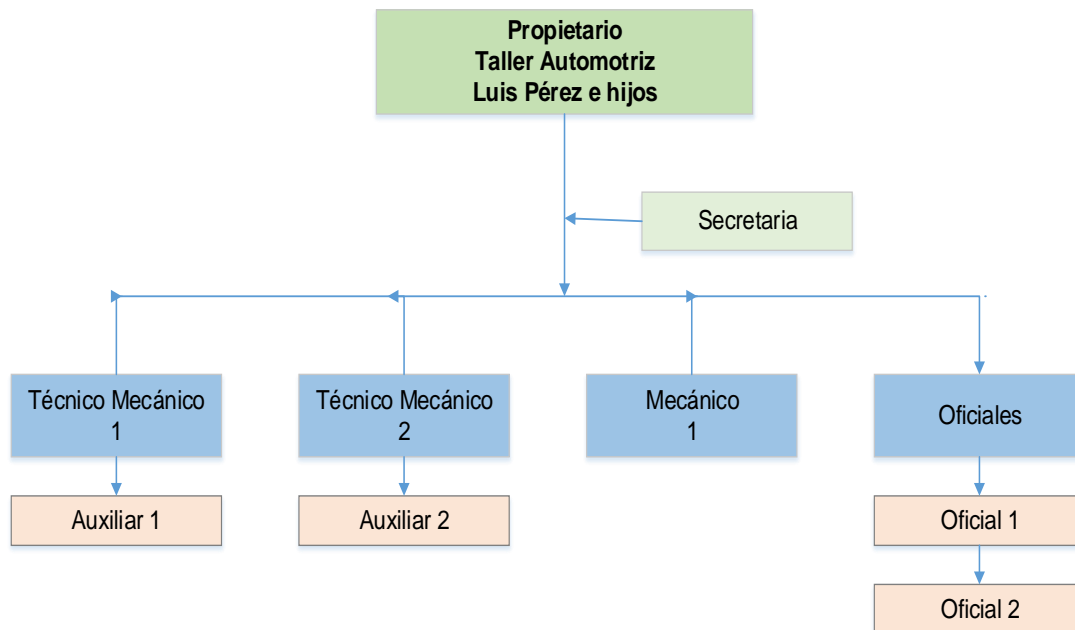 Propietario
Taller Automotriz
Luis Pérez e hijos
Secretaria
Técnico Mecánico
1
Técnico Mecánico
2
Mecánico
1
Oficiales
Auxiliar 1
Auxiliar 2
Oficial 1
Oficial 2